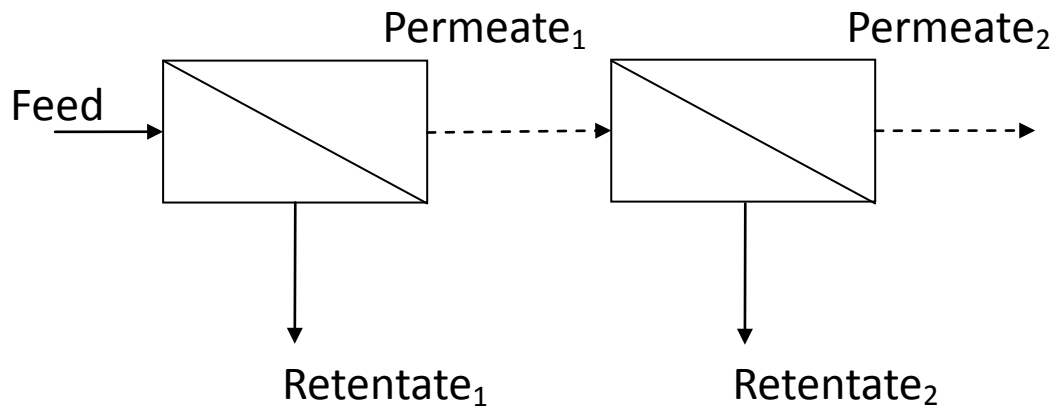 Permeate₁
Permeate₂
Feed
Retentate₁
Retentate₂